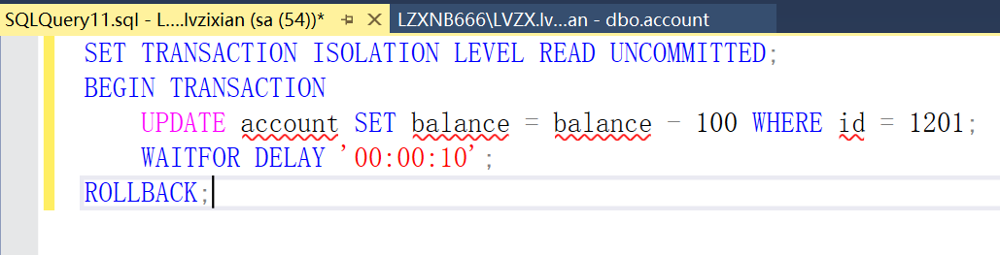 SQLQuery11.sql - L....lvzixian (sa (54))* LZXNB666\LVZX.lv...an - dbo.account
SET TRANSACTION ISOLATION LEVEL READ UNCOMMITTED;
BEGIN TRANSACTION
UPDATE account SET balance = balance - 100 WHERE id = 1201;
WAITFOR DELAY '00:00:10';
ROLLBACK;